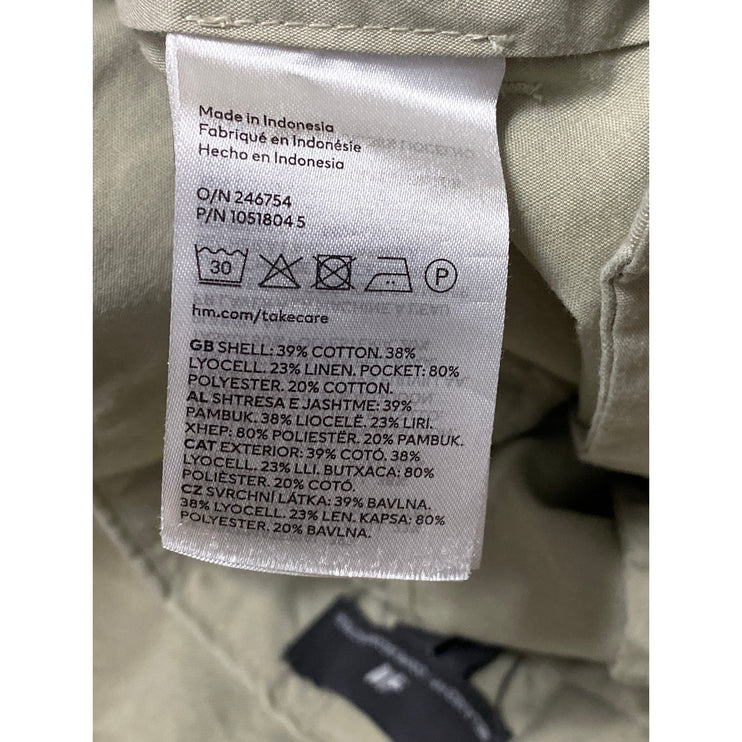 Made in Indonesia
Fabriqué en Indonésie
Hecho en Indonesia
O/N 246754
P/N 1051804 5
30 P
hm.com/takecare
GB SHELL: 39% COTTON. 38%
LYOCELL. 23% LINEN. POCKET: 80%
POLYESTER. 20% COTTON.
AL SHTRESA E JASHTME: 39%
PAMBUK. 38% LIOCELË. 23% LIRI.
XHEP: 80% POLIESTËR. 20% PAMBUK.
CAT EXTERIOR: 39% COTÓ. 38%
LYOCELL. 23% LLI. BUTXACA: 80%
POLIÈSTER. 20% COTÓ.
CZ SVRCHNÍ LÁTKA: 39% BAVLNA.
38% LYOCELL. 23% LEN. KAPSA: 80%
POLYESTER. 20% BAVLNA.